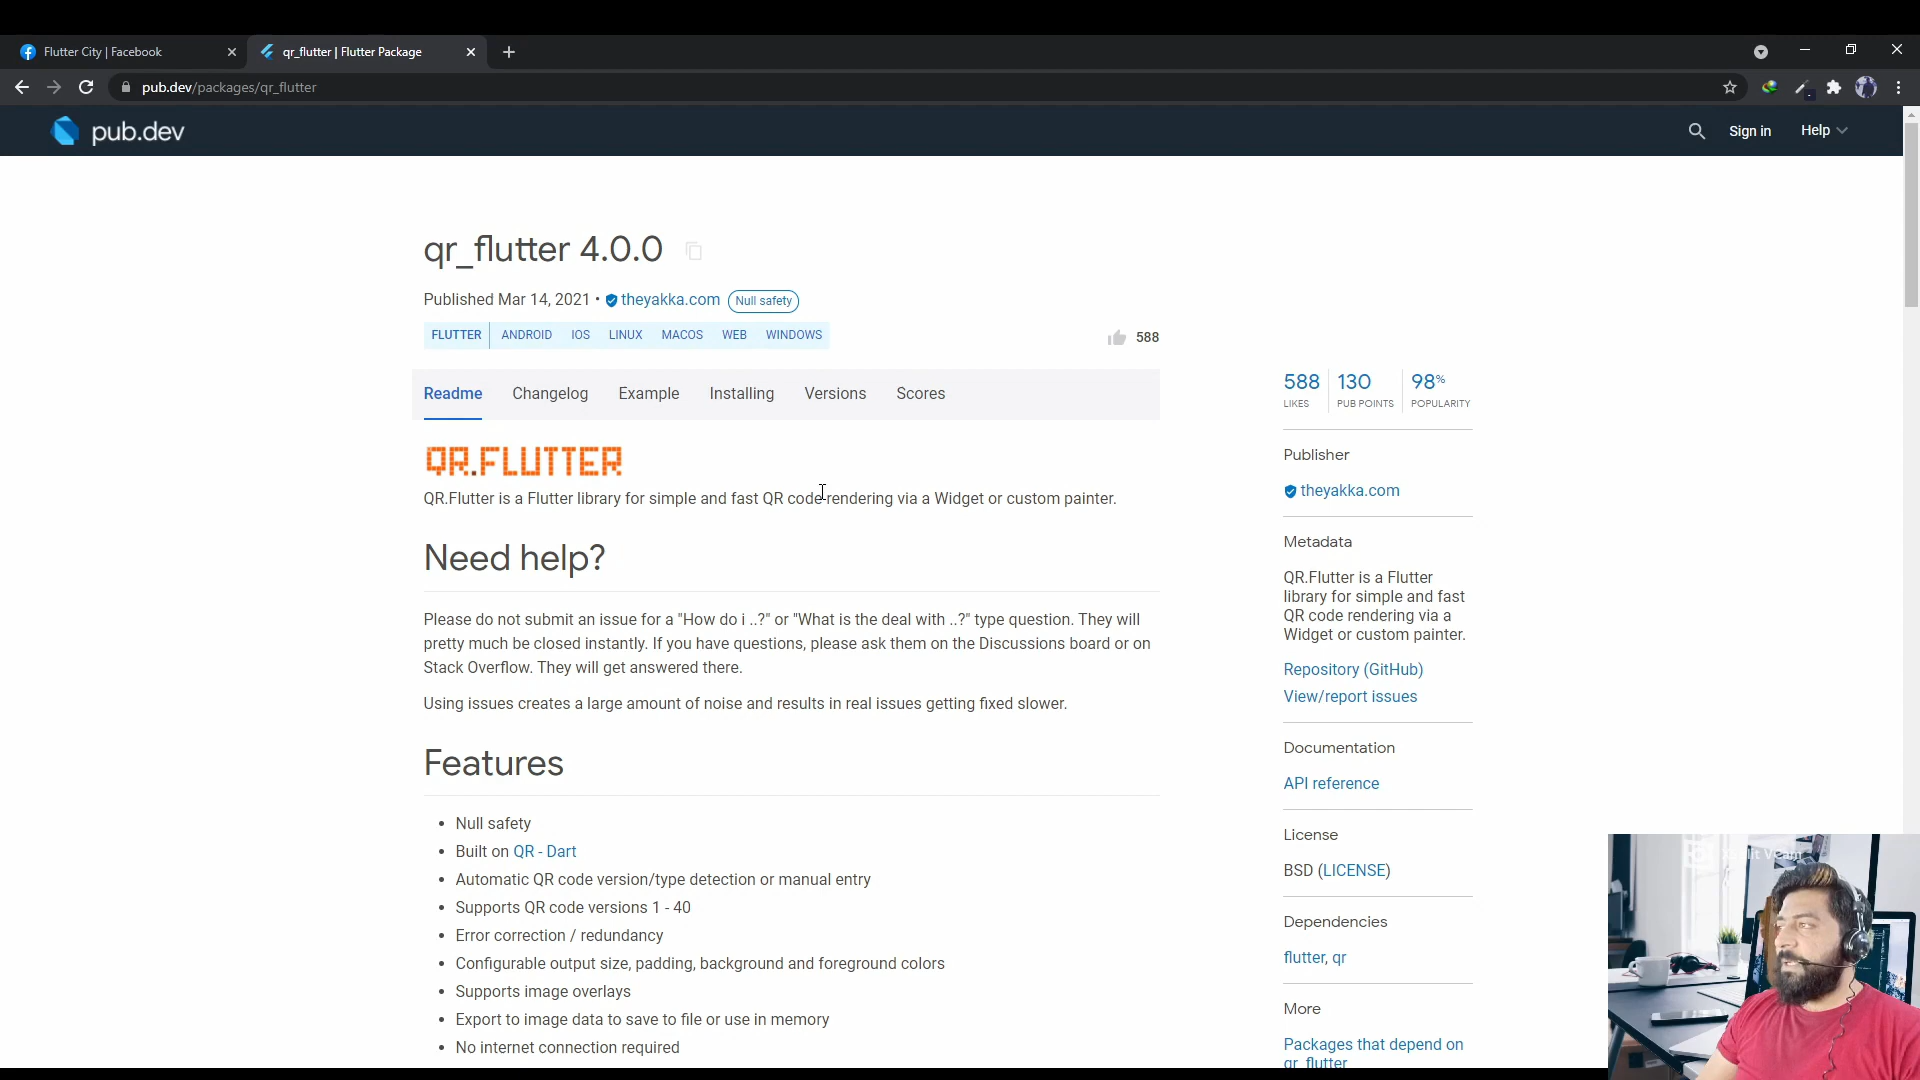 Flutter City | Facebook
qr_flutter | Flutter Package
pub.dev/packages/qr_flutter
pub.dev
Sign in
Help
qr_flutter 4.0.0
Published Mar 14, 2021 • theyakka.com Null safety
FLUTTER ANDROID IOS LINUX MACOS WEB WINDOWS
588
Readme Changelog Example Installing Versions Scores
QR.FLUTTER
QR.Flutter is a Flutter library for simple and fast QR code rendering via a Widget or custom painter.
Need help?
Please do not submit an issue for a "How do i ..?" or "What is the deal with ..?" type question. They will
pretty much be closed instantly. If you have questions, please ask them on the Discussions board or on
Stack Overflow. They will get answered there.
Using issues creates a large amount of noise and results in real issues getting fixed slower.
Features
• Null safety
• Built on QR - Dart
• Automatic QR code version/type detection or manual entry
• Supports QR code versions 1 - 40
• Error correction / redundancy
• Configurable output size, padding, background and foreground colors
• Supports image overlays
• Export to image data to save to file or use in memory
• No internet connection required
588 130 98%
LIKES PUB POINTS POPULARITY
Publisher
theyakka.com
Metadata
QR.Flutter is a Flutter
library for simple and fast
QR code rendering via a
Widget or custom painter.
Repository (GitHub)
View/report issues
Documentation
API reference
License
BSD (LICENSE)
Dependencies
flutter, qr
More
Packages that depend on
qr_flutter